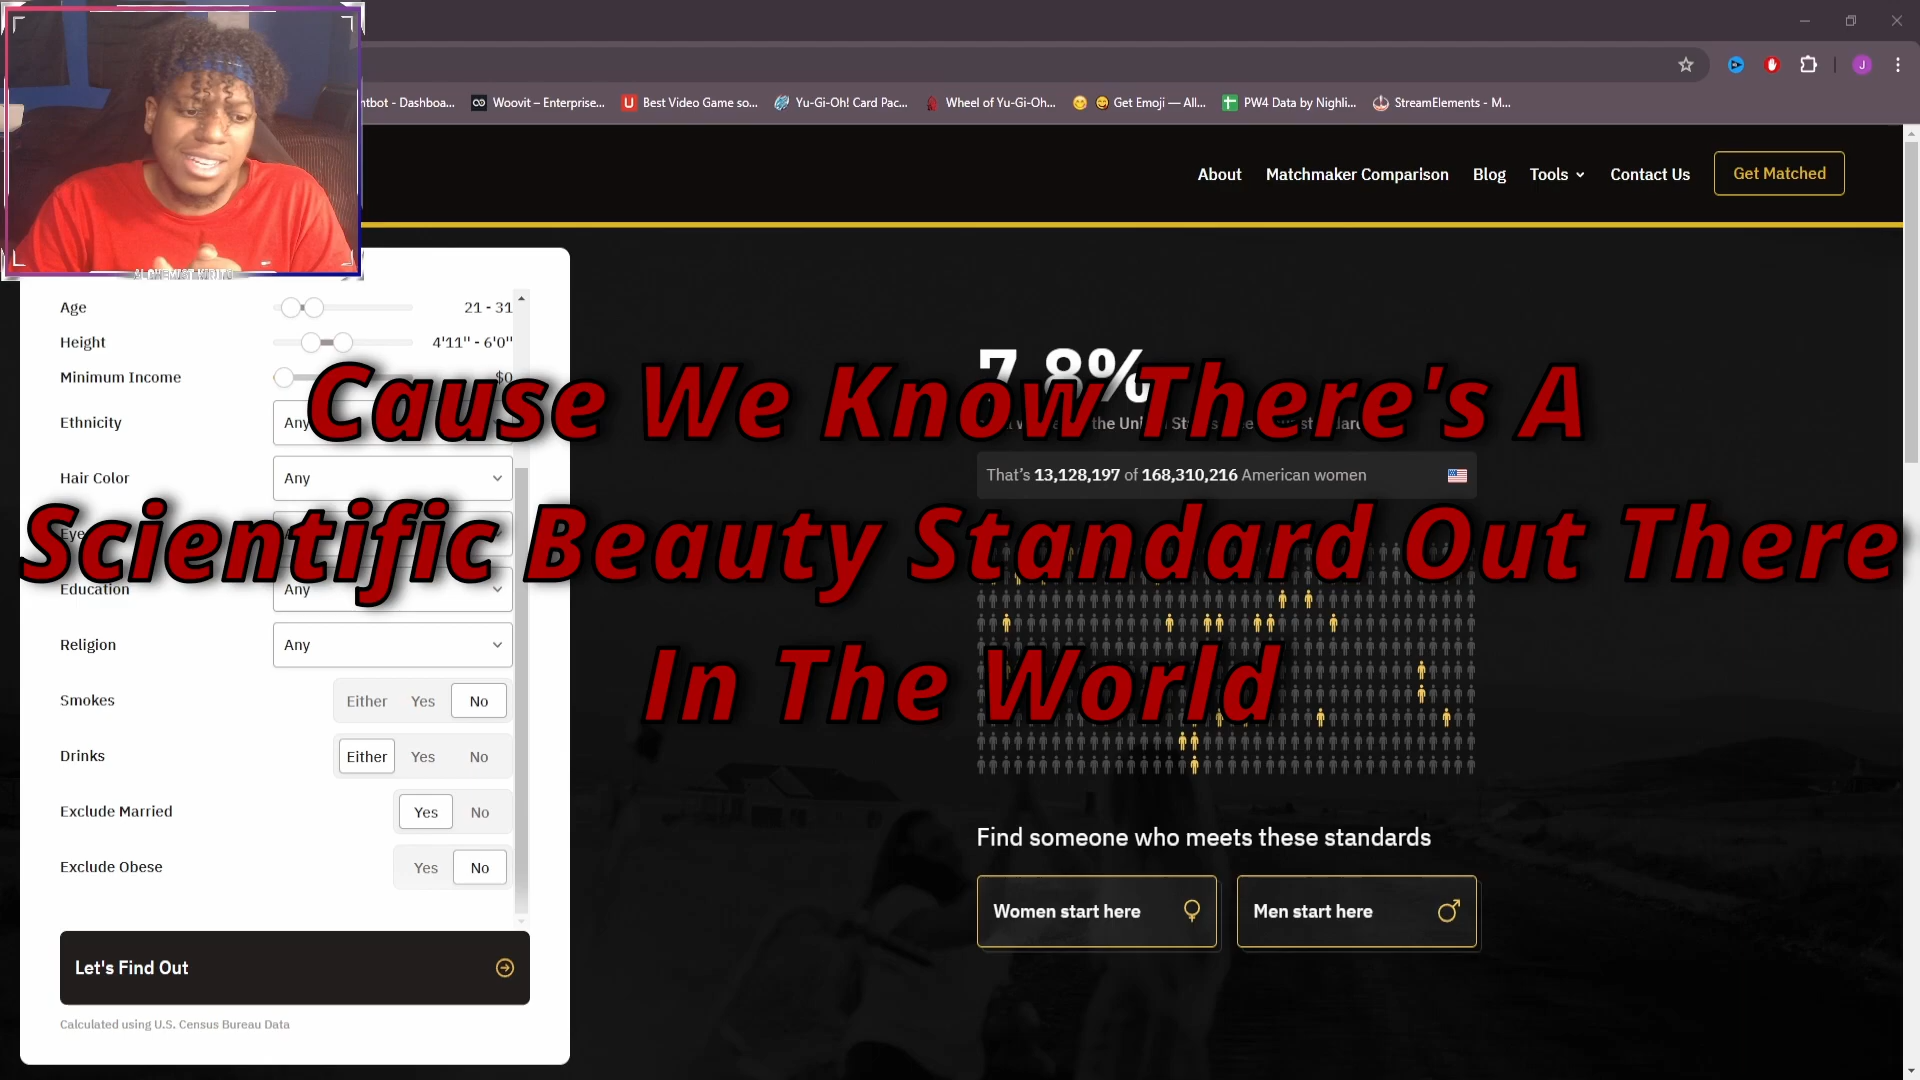 ntbot - Dashboa...
Woovit – Enterprise...
Best Video Game so...
Yu-Gi-Oh! Card Pac...
Wheel of Yu-Gi-Oh...
Get Emoji — All...
PW4 Data by Nighli...
StreamElements - M...
J
About
Matchmaker Comparison
Blog
Tools
Contact Us
Get Matched
Age
21 - 31
Height
4'11" - 6'0"
Minimum Income
$0
Ethnicity
Any
Hair Color
Any
Eye
Education
Any
Religion
Any
Smokes
Either Yes No
Drinks
Either Yes No
Exclude Married
Yes No
Exclude Obese
Yes No
Let's Find Out
Calculated using U.S. Census Bureau Data
7.8%
That's 13,128,197 of 168,310,216 American women
Cause We Know There's A
Scientific Beauty Standard Out There
In The World
Find someone who meets these standards
Women start here
Men start here